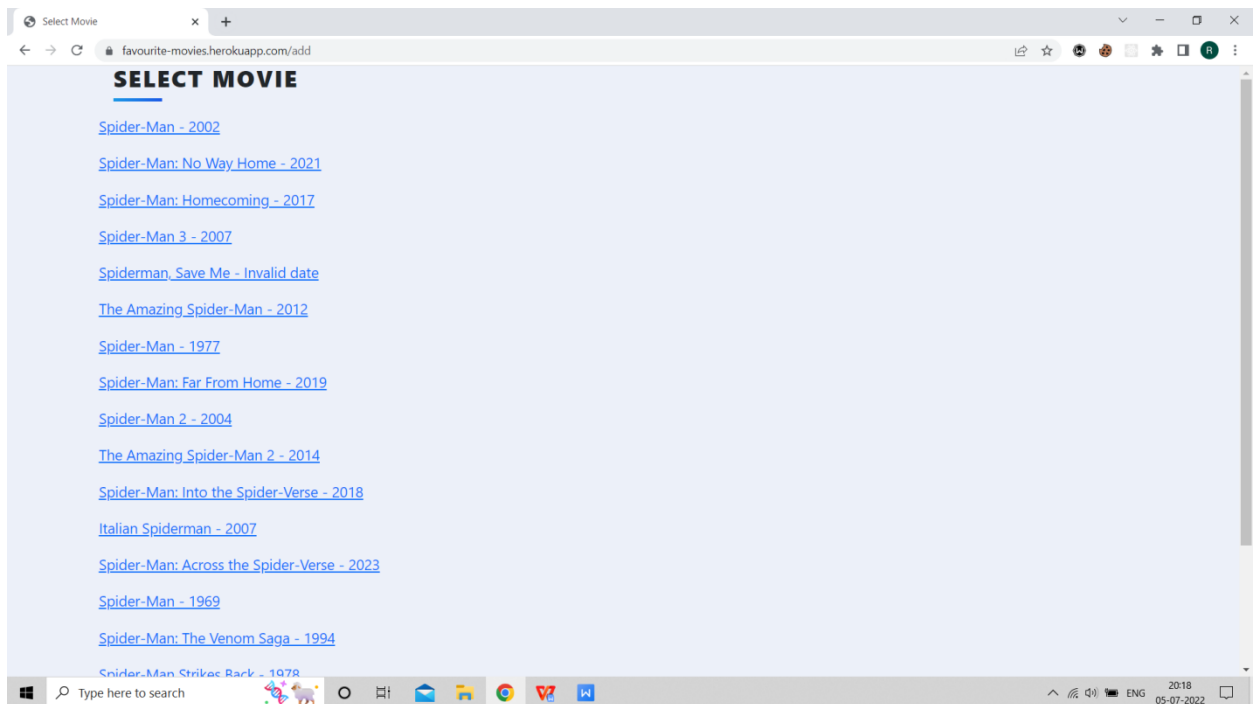 Select Movie
favourite-movies.herokuapp.com/add
R
SELECT MOVIE
Spider-Man - 2002
Spider-Man: No Way Home - 2021
Spider-Man: Homecoming - 2017
Spider-Man 3 - 2007
Spiderman, Save Me - Invalid date
The Amazing Spider-Man - 2012
Spider-Man - 1977
Spider-Man: Far From Home - 2019
Spider-Man 2 - 2004
The Amazing Spider-Man 2 - 2014
Spider-Man: Into the Spider-Verse - 2018
Italian Spiderman - 2007
Spider-Man: Across the Spider-Verse - 2023
Spider-Man - 1969
Spider-Man: The Venom Saga - 1994
Spider-Man Strikes Back - 1978
Type here to search
W
ENG
20:18
05-07-2022